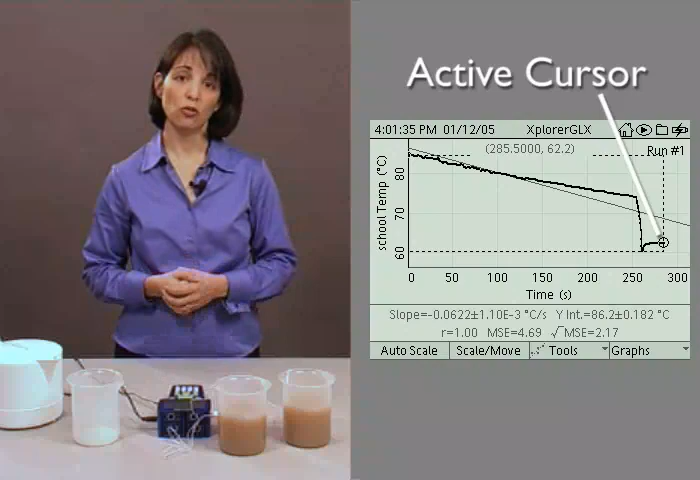 Active Cursor
4:01:35 PM 01/12/05 XplorerGLX
(285.5000, 62.2) Run #1
school Temp (°C)
80
70
60
0 50 100 150 200 250 300
Time (s)
Slope=-0.0622±1.10E-3 °C/s Y Int.=86.2±0.182 °C
r=1.00 MSE=4.69 √MSE=2.17
Auto Scale Scale/Move Tools Graphs